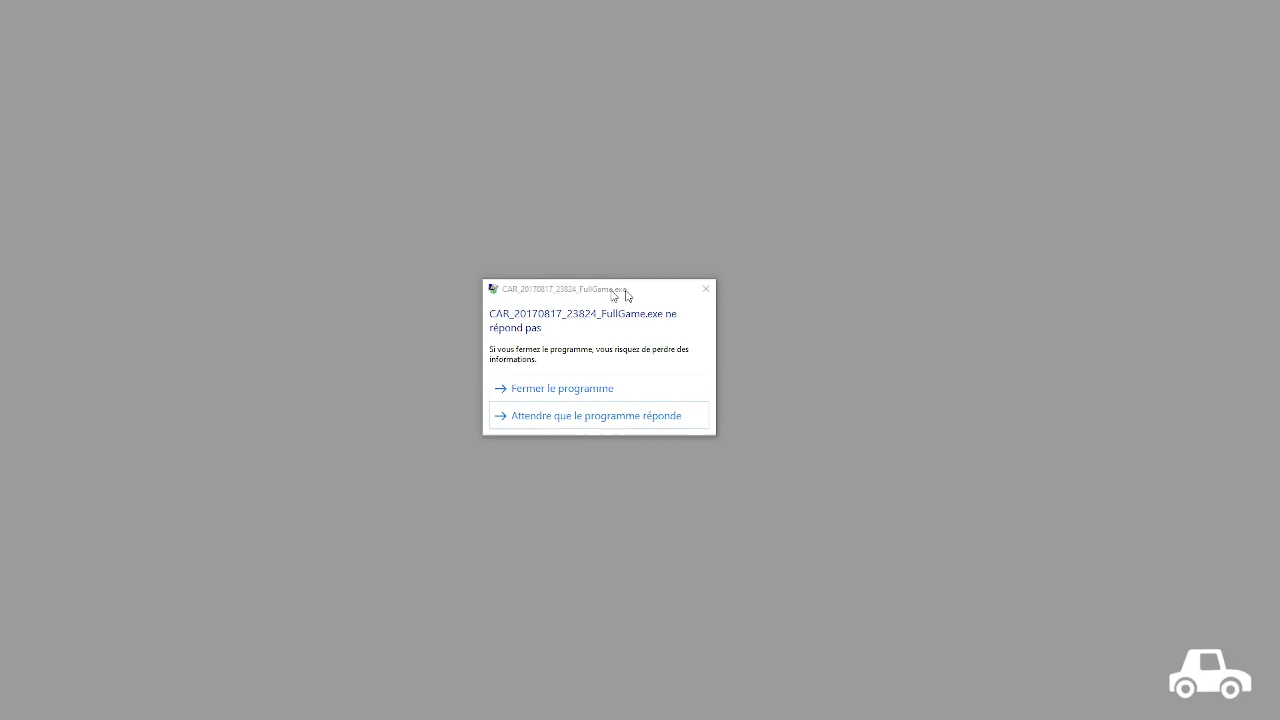 CAR_20170817_23824_FullGame.exe
CAR_20170817_23824_FullGame.exe ne
répond pas
Si vous fermez le programme, vous risquez de perdre des
informations.
Fermer le programme
Attendre que le programme réponde